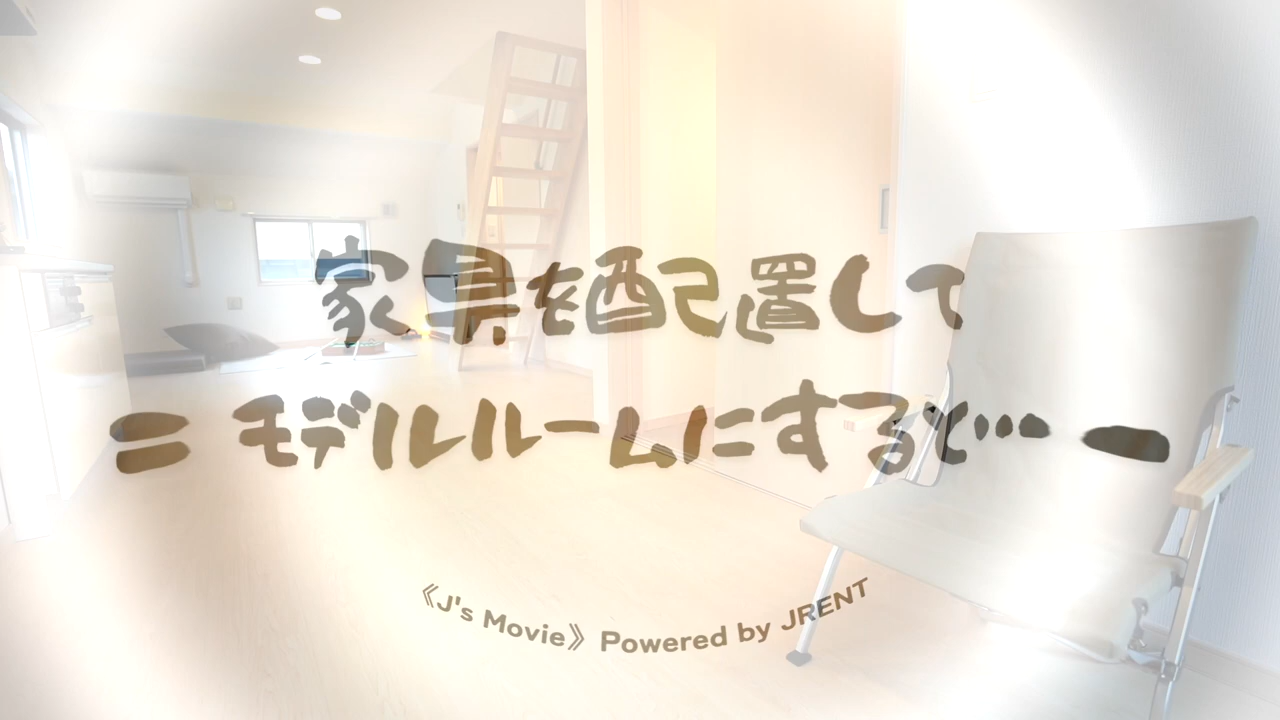 家具を配置して
= モデルルームにすると… ー
《J's Movie》 Powered by JRENT